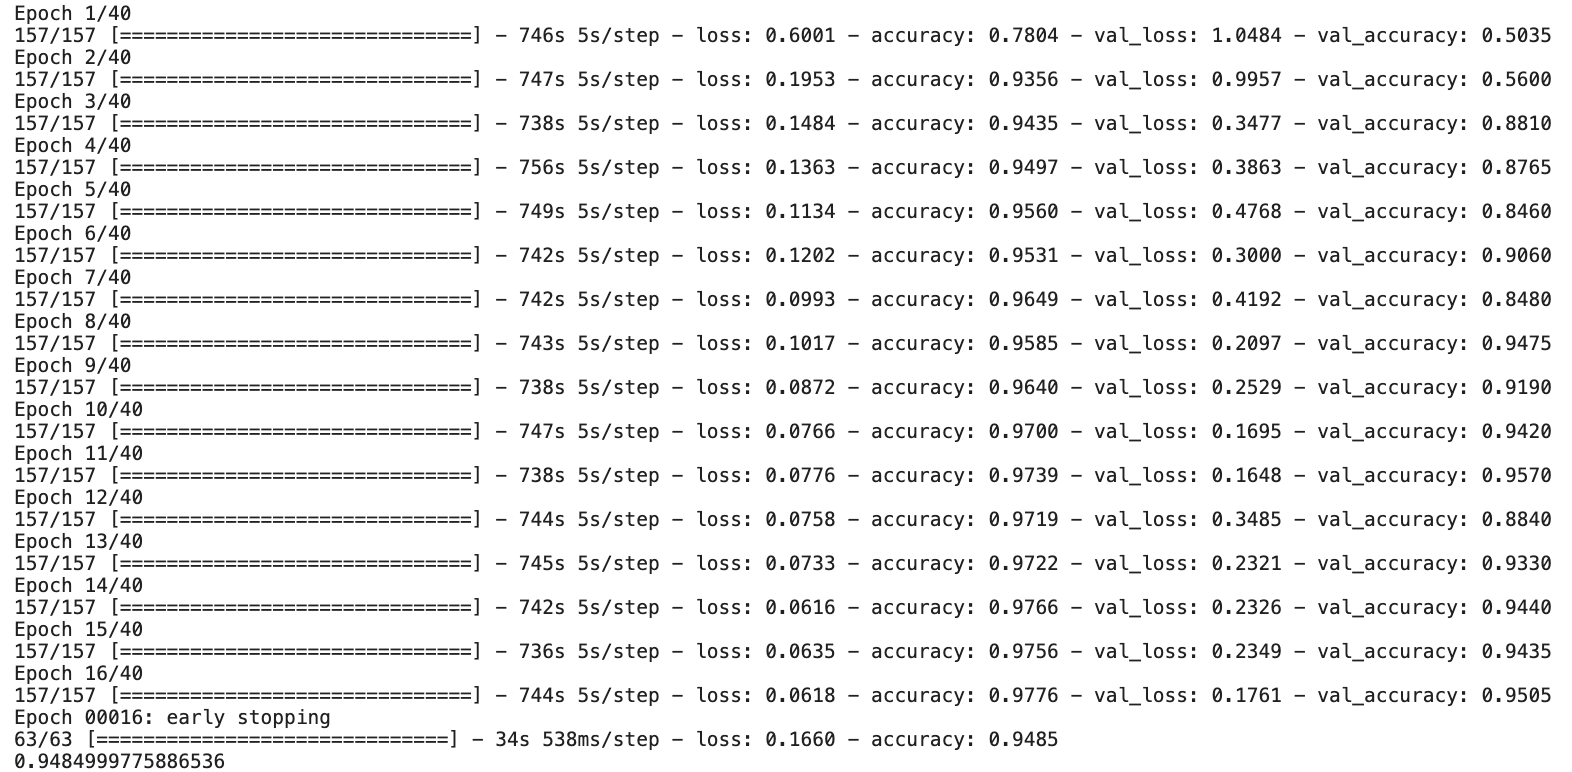 Epoch 1/40
157/157 [==============================] - 746s 5s/step - loss: 0.6001 - accuracy: 0.7804 - val_loss: 1.0484 - val_accuracy: 0.5035
Epoch 2/40
157/157 [==============================] - 747s 5s/step - loss: 0.1953 - accuracy: 0.9356 - val_loss: 0.9957 - val_accuracy: 0.5600
Epoch 3/40
157/157 [==============================] - 738s 5s/step - loss: 0.1484 - accuracy: 0.9435 - val_loss: 0.3477 - val_accuracy: 0.8810
Epoch 4/40
157/157 [==============================] - 756s 5s/step - loss: 0.1363 - accuracy: 0.9497 - val_loss: 0.3863 - val_accuracy: 0.8765
Epoch 5/40
157/157 [==============================] - 749s 5s/step - loss: 0.1134 - accuracy: 0.9560 - val_loss: 0.4768 - val_accuracy: 0.8460
Epoch 6/40
157/157 [==============================] - 742s 5s/step - loss: 0.1202 - accuracy: 0.9531 - val_loss: 0.3000 - val_accuracy: 0.9060
Epoch 7/40
157/157 [==============================] - 742s 5s/step - loss: 0.0993 - accuracy: 0.9649 - val_loss: 0.4192 - val_accuracy: 0.8480
Epoch 8/40
157/157 [==============================] - 743s 5s/step - loss: 0.1017 - accuracy: 0.9585 - val_loss: 0.2097 - val_accuracy: 0.9475
Epoch 9/40
157/157 [==============================] - 738s 5s/step - loss: 0.0872 - accuracy: 0.9640 - val_loss: 0.2529 - val_accuracy: 0.9190
Epoch 10/40
157/157 [==============================] - 747s 5s/step - loss: 0.0766 - accuracy: 0.9700 - val_loss: 0.1695 - val_accuracy: 0.9420
Epoch 11/40
157/157 [==============================] - 738s 5s/step - loss: 0.0776 - accuracy: 0.9739 - val_loss: 0.1648 - val_accuracy: 0.9570
Epoch 12/40
157/157 [==============================] - 744s 5s/step - loss: 0.0758 - accuracy: 0.9719 - val_loss: 0.3485 - val_accuracy: 0.8840
Epoch 13/40
157/157 [==============================] - 745s 5s/step - loss: 0.0733 - accuracy: 0.9722 - val_loss: 0.2321 - val_accuracy: 0.9330
Epoch 14/40
157/157 [==============================] - 742s 5s/step - loss: 0.0616 - accuracy: 0.9766 - val_loss: 0.2326 - val_accuracy: 0.9440
Epoch 15/40
157/157 [==============================] - 736s 5s/step - loss: 0.0635 - accuracy: 0.9756 - val_loss: 0.2349 - val_accuracy: 0.9435
Epoch 16/40
157/157 [==============================] - 744s 5s/step - loss: 0.0618 - accuracy: 0.9776 - val_loss: 0.1761 - val_accuracy: 0.9505
Epoch 00016: early stopping
63/63 [==============================] - 34s 538ms/step - loss: 0.1660 - accuracy: 0.9485
0.9484999775886536